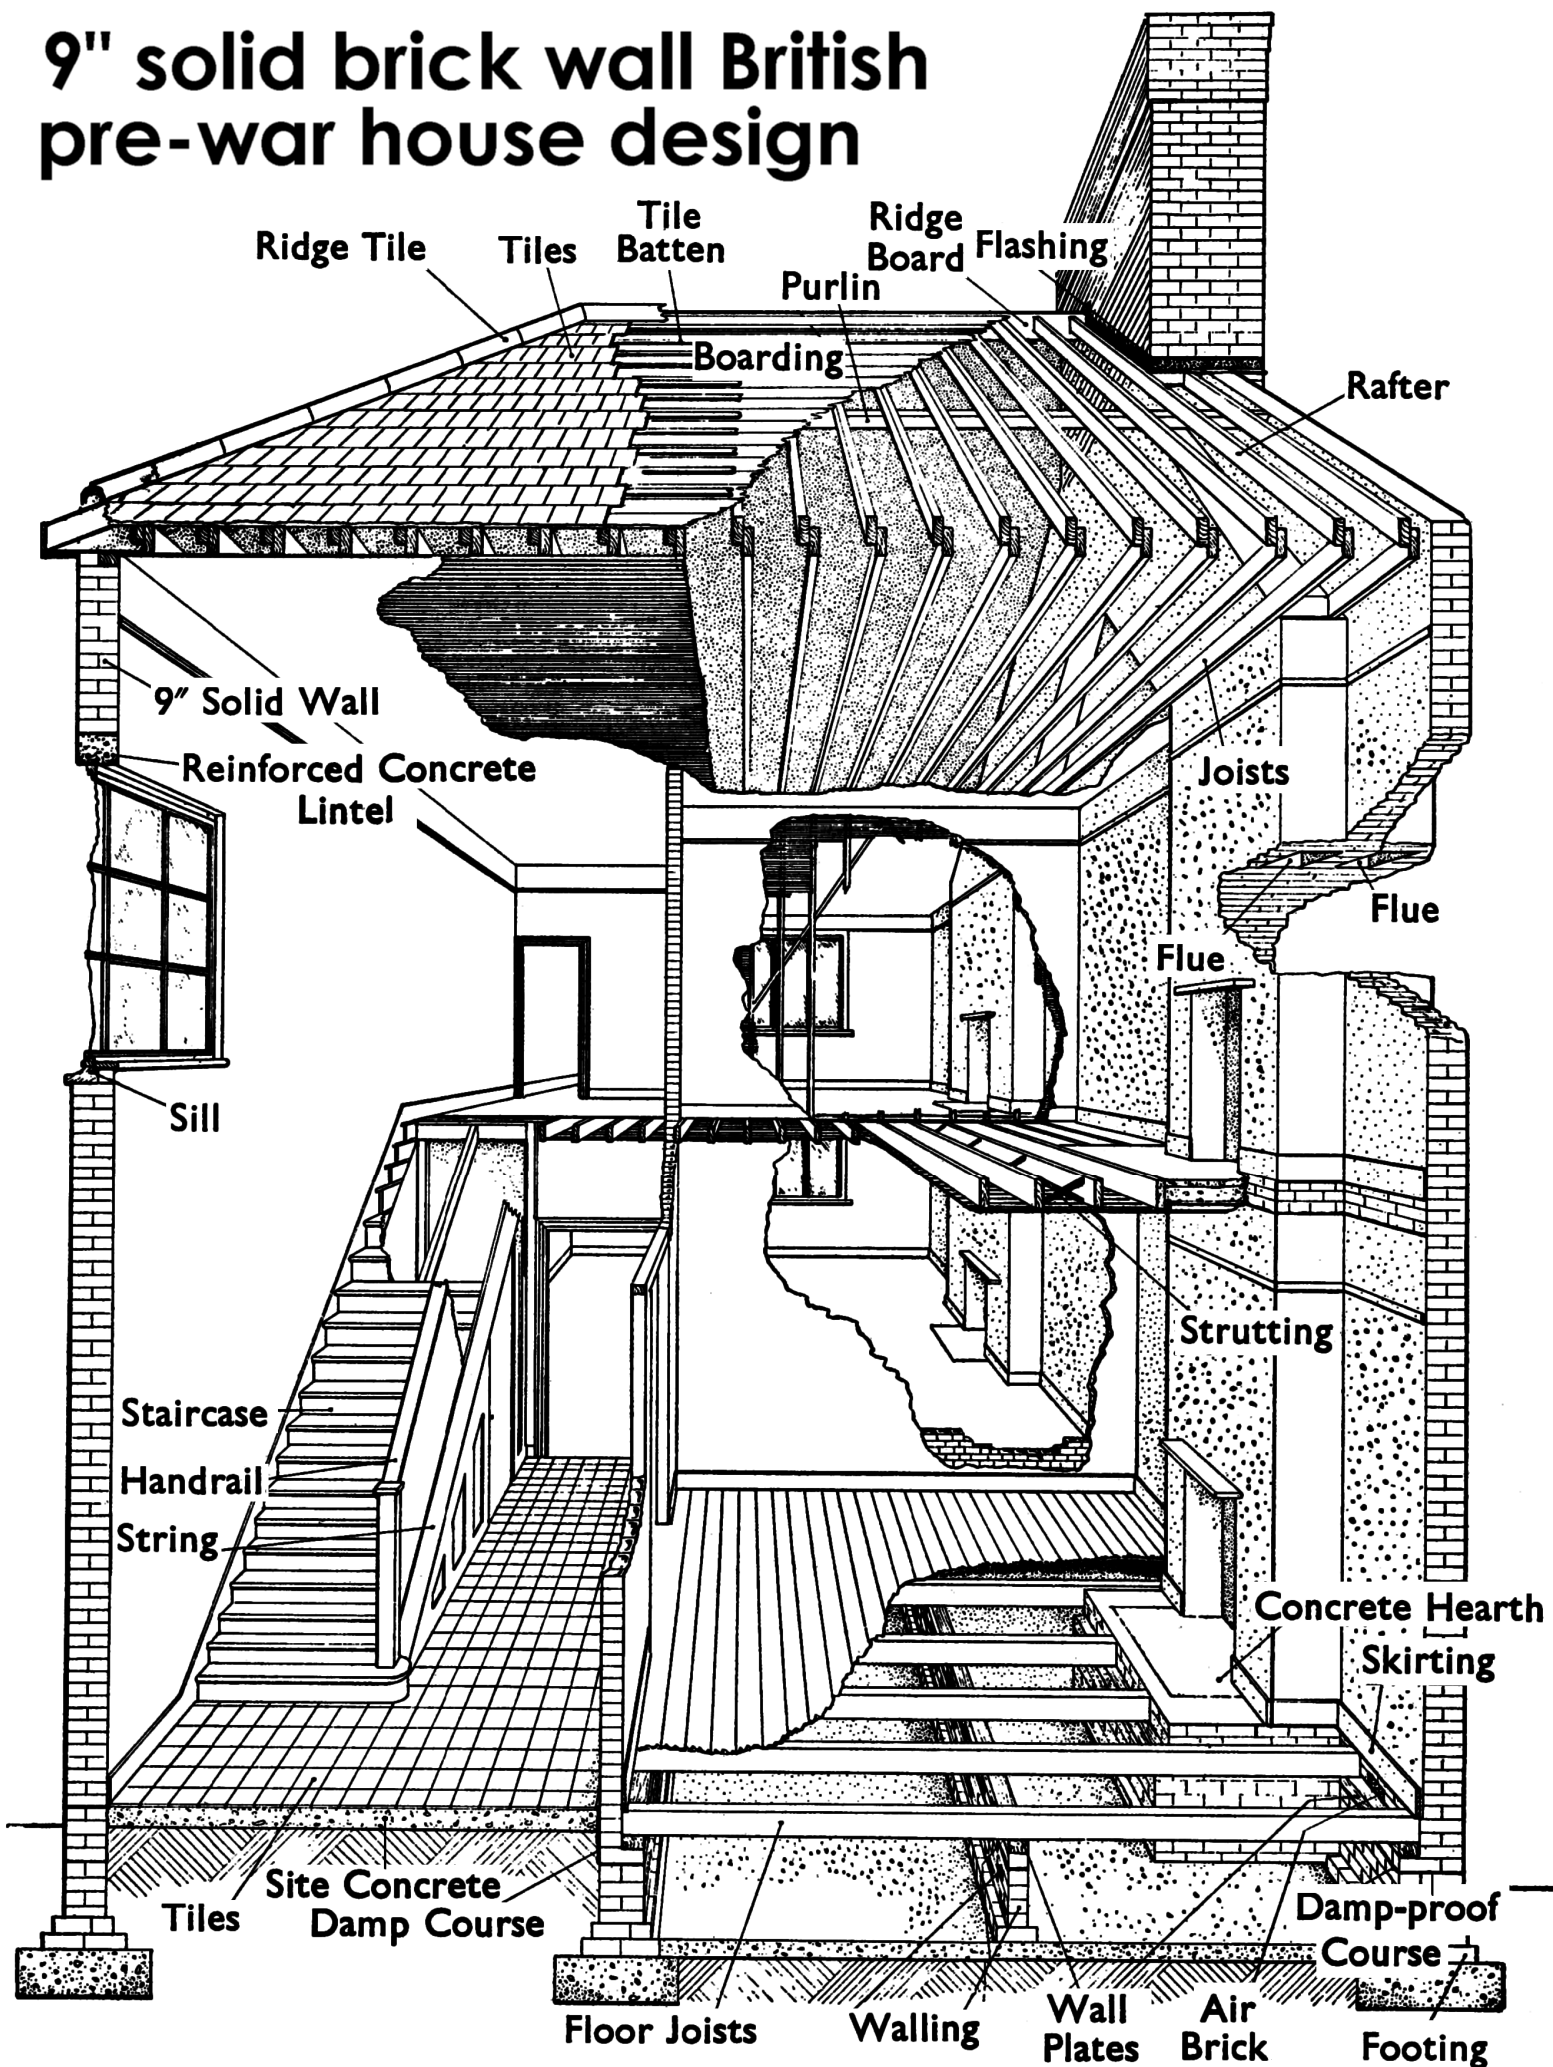 9" solid brick wall British
pre-war house design
Ridge Tile
Tiles
Tile
Batten
Purlin
Ridge
Board
Flashing
Boarding
Rafter
9" Solid Wall
Reinforced Concrete
Lintel
Joists
Flue
Flue
Sill
Strutting
Staircase
Handrail
String
Concrete Hearth
Skirting
Site Concrete
Damp Course
Tiles
Damp-proof
Course
Floor Joists
Walling
Wall
Plates
Air
Brick
Footing